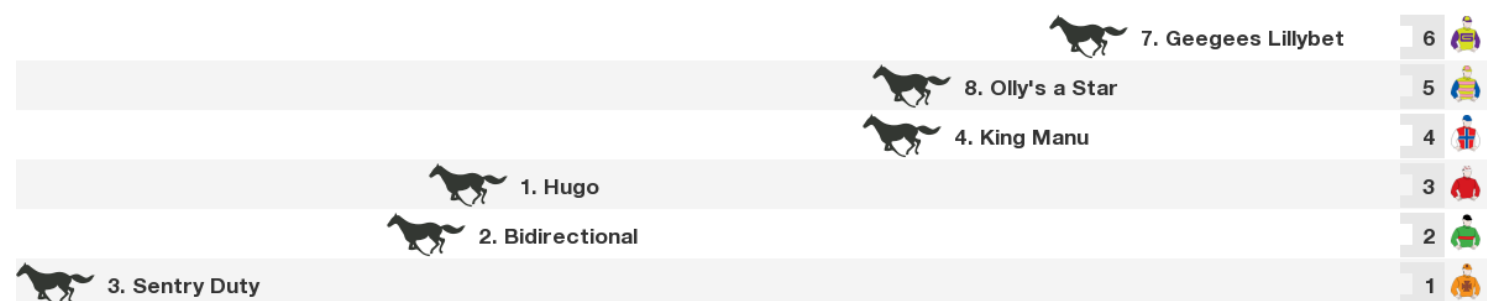 7. Geegees Lillybet 6
8. Olly's a Star 5
4. King Manu 4
1. Hugo 3
2. Bidirectional 2
3. Sentry Duty 1